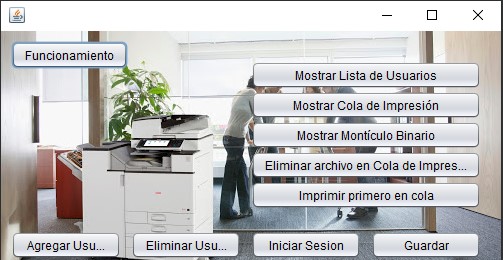 Funcionamiento
Mostrar Lista de Usuarios
Mostrar Cola de Impresión
Mostrar Montículo Binario
Eliminar archivo en Cola de Impres...
Imprimir primero en cola
Agregar Usu...
Eliminar Usu...
Iniciar Sesion
Guardar